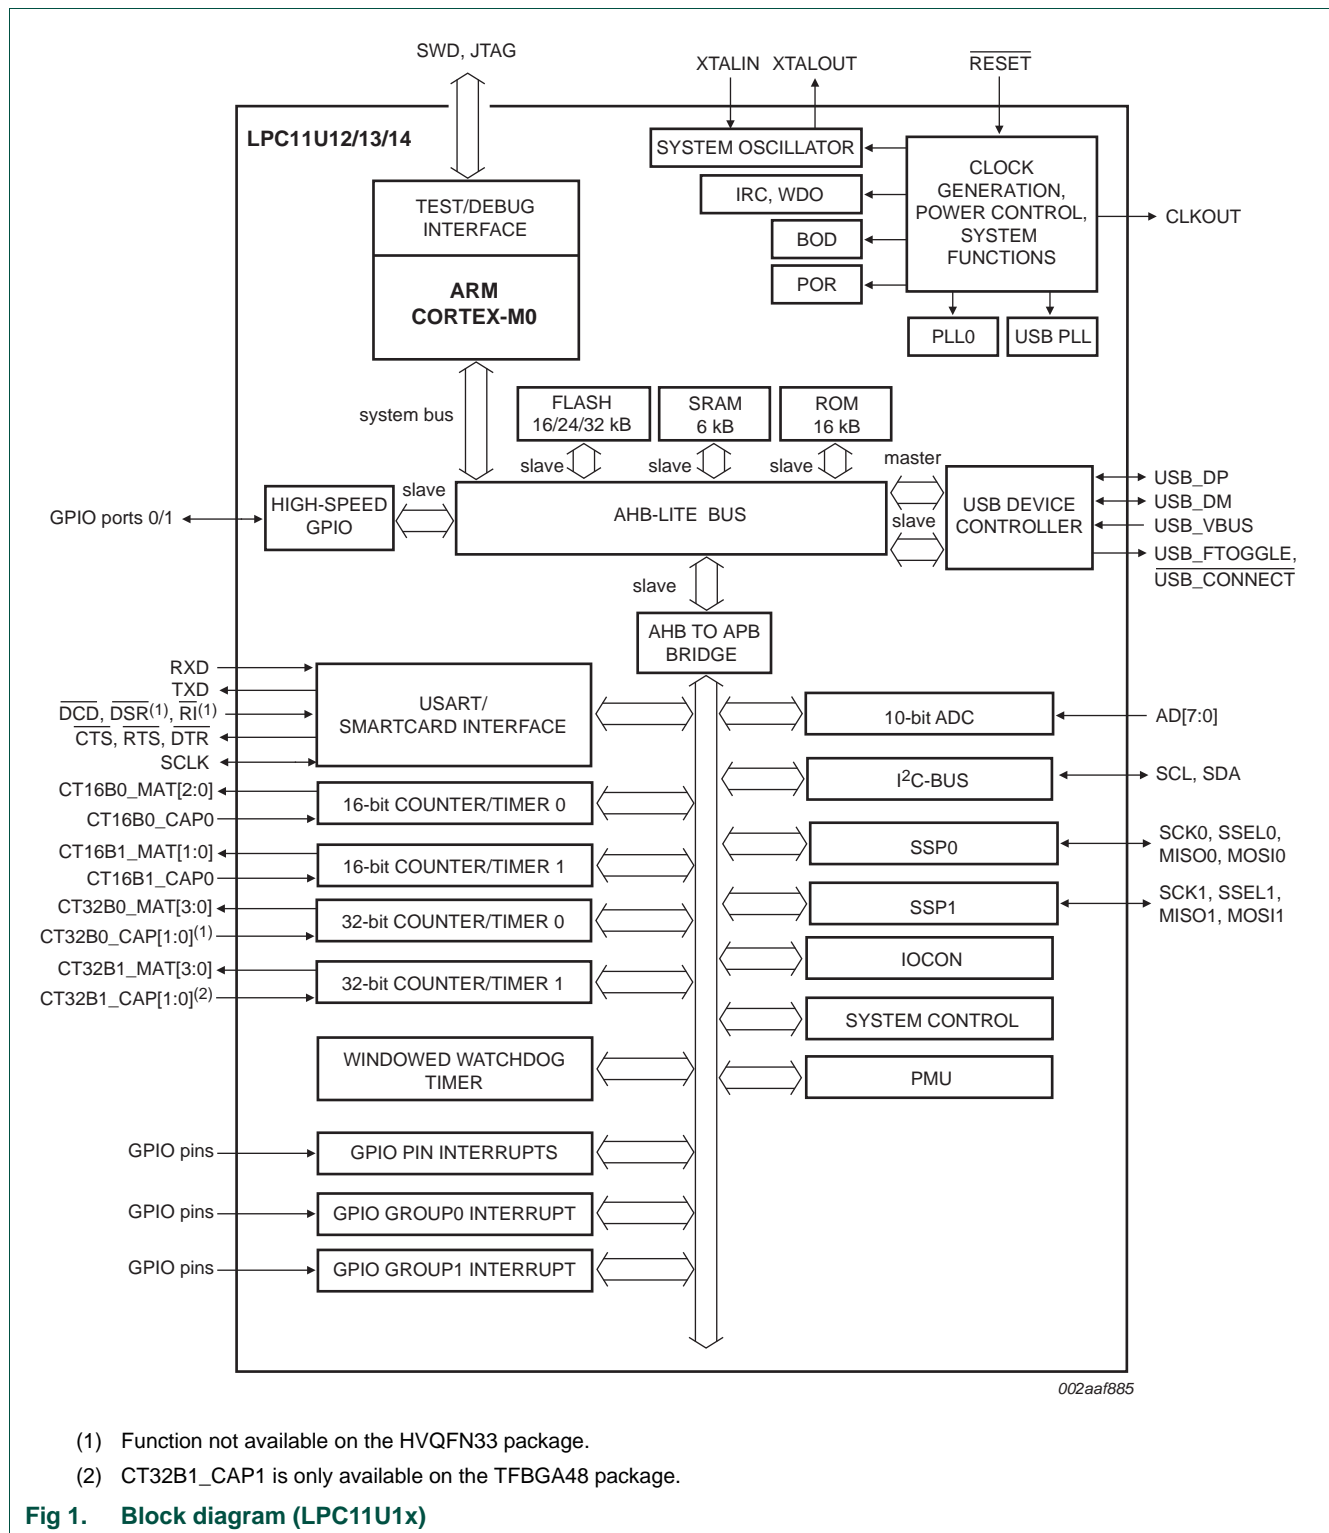 SWD, JTAG
XTALIN XTALOUT
RESET
LPC11U12/13/14
SYSTEM OSCILLATOR
CLOCK
GENERATION,
POWER CONTROL,
SYSTEM
FUNCTIONS
IRC, WDO
CLKOUT
BOD
POR
PLL0
USB PLL
TEST/DEBUG
INTERFACE
ARM
CORTEX-M0
system bus
FLASH
16/24/32 kB
SRAM
6 kB
ROM
16 kB
slave
slave
slave
master
GPIO ports 0/1
HIGH-SPEED
GPIO
slave
AHB-LITE BUS
slave
USB DEVICE
CONTROLLER
USB_DP
USB_DM
USB_VBUS
USB_FTOGGLE,
USB_CONNECT
slave
AHB TO APB
BRIDGE
RXD
TXD
DCD, DSR(1), RI(1)
CTS, RTS, DTR
SCLK
USART/
SMARTCARD INTERFACE
10-bit ADC
AD[7:0]
CT16B0_MAT[2:0]
CT16B0_CAP0
16-bit COUNTER/TIMER 0
I2C-BUS
SCL, SDA
CT16B1_MAT[1:0]
CT16B1_CAP0
16-bit COUNTER/TIMER 1
SSP0
SCK0, SSEL0,
MISO0, MOSI0
CT32B0_MAT[3:0]
CT32B0_CAP[1:0](1)
32-bit COUNTER/TIMER 0
SSP1
SCK1, SSEL1,
MISO1, MOSI1
CT32B1_MAT[3:0]
CT32B1_CAP[1:0](2)
32-bit COUNTER/TIMER 1
IOCON
SYSTEM CONTROL
WINDOWED WATCHDOG
TIMER
PMU
GPIO pins
GPIO PIN INTERRUPTS
GPIO pins
GPIO GROUP0 INTERRUPT
GPIO pins
GPIO GROUP1 INTERRUPT
002aaf885
(1) Function not available on the HVQFN33 package.
(2) CT32B1_CAP1 is only available on the TFBGA48 package.
Fig 1. Block diagram (LPC11U1x)